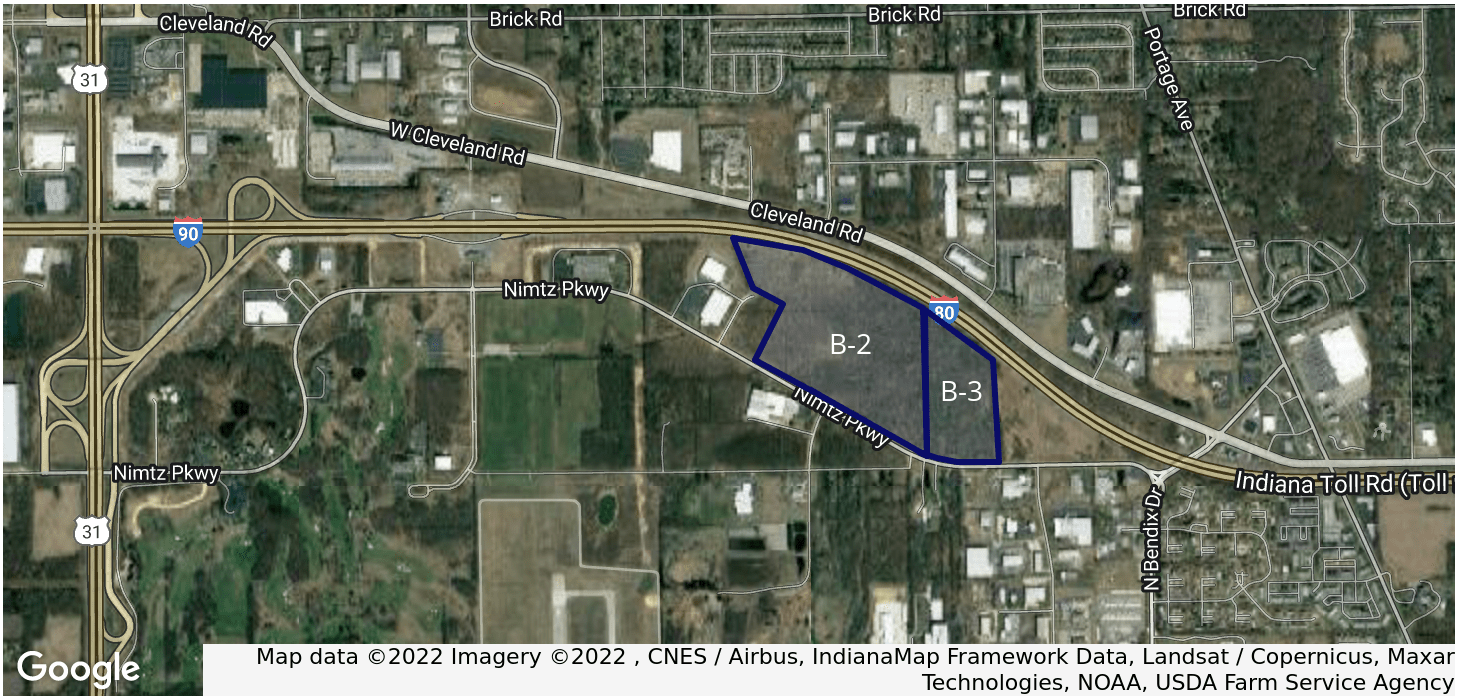 Cleveland Rd
Brick Rd
Brick Rd
Brick Rd
31
Portage Ave
W Cleveland Rd
Cleveland Rd
90
Nimtz Pkwy
80
B-2
B-3
Nimtz Pkwy
Nimtz Pkwy
Indiana Toll Rd (Toll
31
N Bendix Dr
Google
Map data ©2022 Imagery ©2022 , CNES / Airbus, IndianaMap Framework Data, Landsat / Copernicus, Maxar
Technologies, NOAA, USDA Farm Service Agency